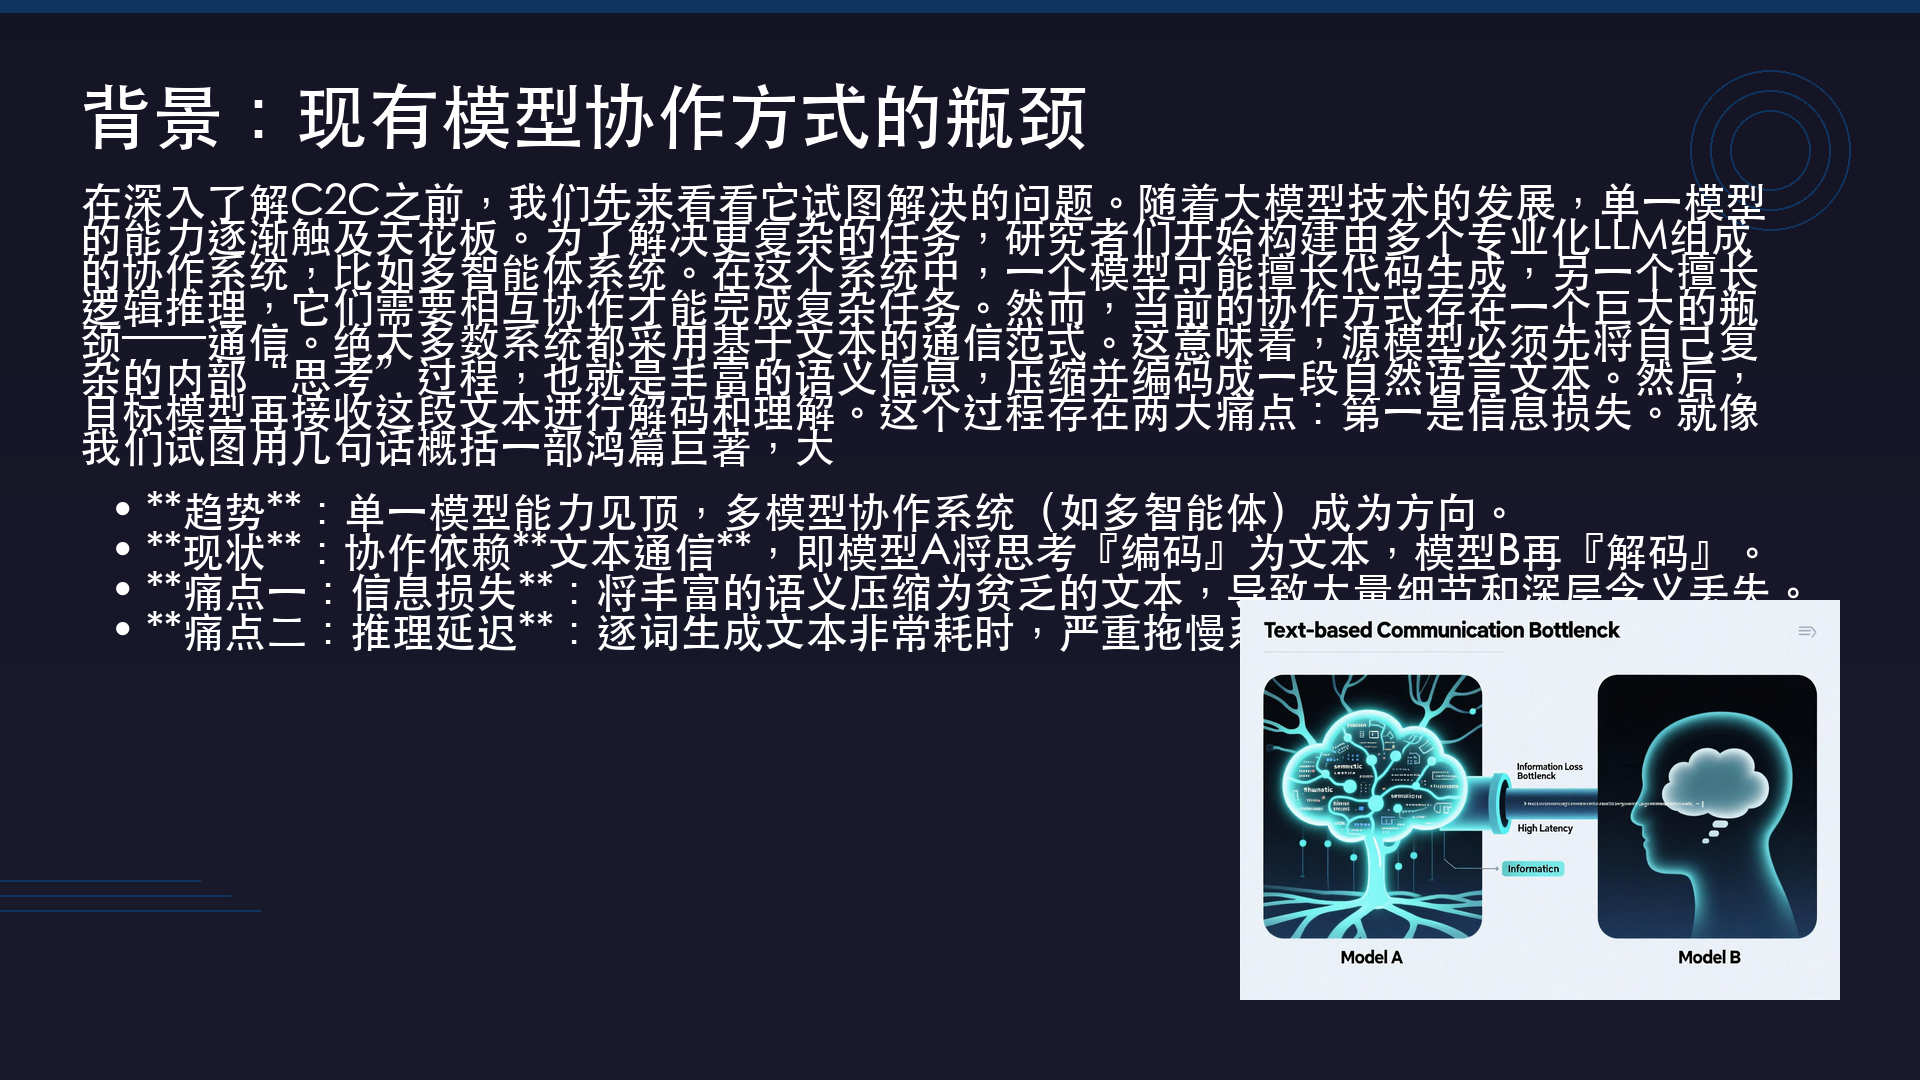 背景：现有模型协作方式的瓶颈
在深入了解C2C之前，我们先来看看它试图解决的问题。随着大模型技术的发展，单一模型
的能力逐渐触及天花板。为了解决更复杂的任务，研究者们开始构建由多个专业化LLM组成
的协作系统，比如多智能体系统。在这个系统中，一个模型可能擅长代码生成，另一个擅长
逻辑推理，它们需要相互协作才能完成复杂任务。然而，当前的协作方式存在一个巨大的瓶
颈——通信。绝大多数系统都采用基于文本的通信范式。这意味着，源模型必须先将自己复
杂的内部“思考”过程，也就是丰富的语义信息，压缩并编码成一段自然语言文本。然后，
目标模型再接收这段文本进行解码和理解。这个过程存在两大痛点：第一是信息损失。就像
我们试图用几句话概括一部鸿篇巨著，大
• **趋势**：单一模型能力见顶，多模型协作系统（如多智能体）成为方向。
• **现状**：协作依赖**文本通信**，即模型A将思考『编码』为文本，模型B再『解码』。
• **痛点一：信息损失**：将丰富的语义压缩为贫乏的文本，导致大量细节和深层含义丢失。
• **痛点二：推理延迟**：逐词生成文本非常耗时，严重拖慢
Text-based Communication Bottlenck
semistic
Information Loss
Bottlenck
High Latency
Informaticn
Model A
Model B